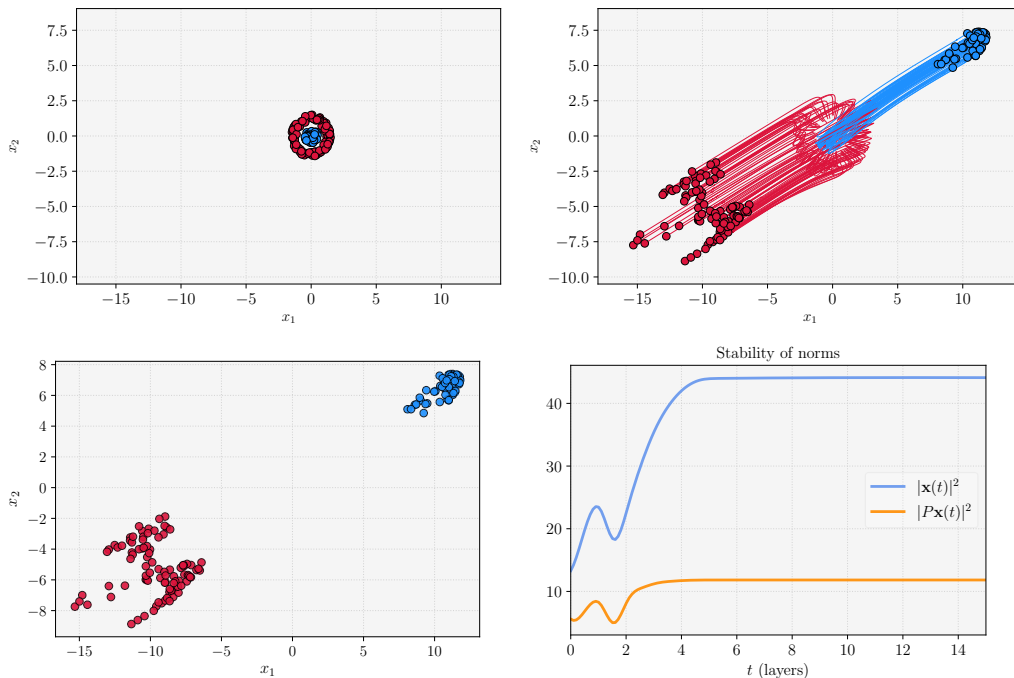 7.5
5.0
2.5
0.0
−2.5
−5.0
−7.5
−10.0
x₂
−15 −10 −5 0 5 10
x₁
7.5
5.0
2.5
0.0
−2.5
−5.0
−7.5
−10.0
x₂
−15 −10 −5 0 5 10
x₁
8
6
4
2
0
−2
−4
−6
−8
x₂
−15 −10 −5 0 5 10
x₁
Stability of norms
40
30
20
10
|𝐱(t)|²
|P𝐱(t)|²
0 2 4 6 8 10 12 14
t (layers)